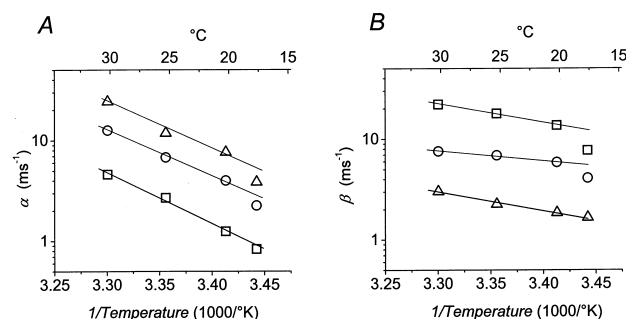 A
°C
30 25 20 15
10
1
α (ms⁻¹)
3.25 3.30 3.35 3.40 3.45
1/Temperature (1000/°K)
B
°C
30 25 20 15
10
1
β (ms⁻¹)
3.25 3.30 3.35 3.40 3.45
1/Temperature (1000/°K)